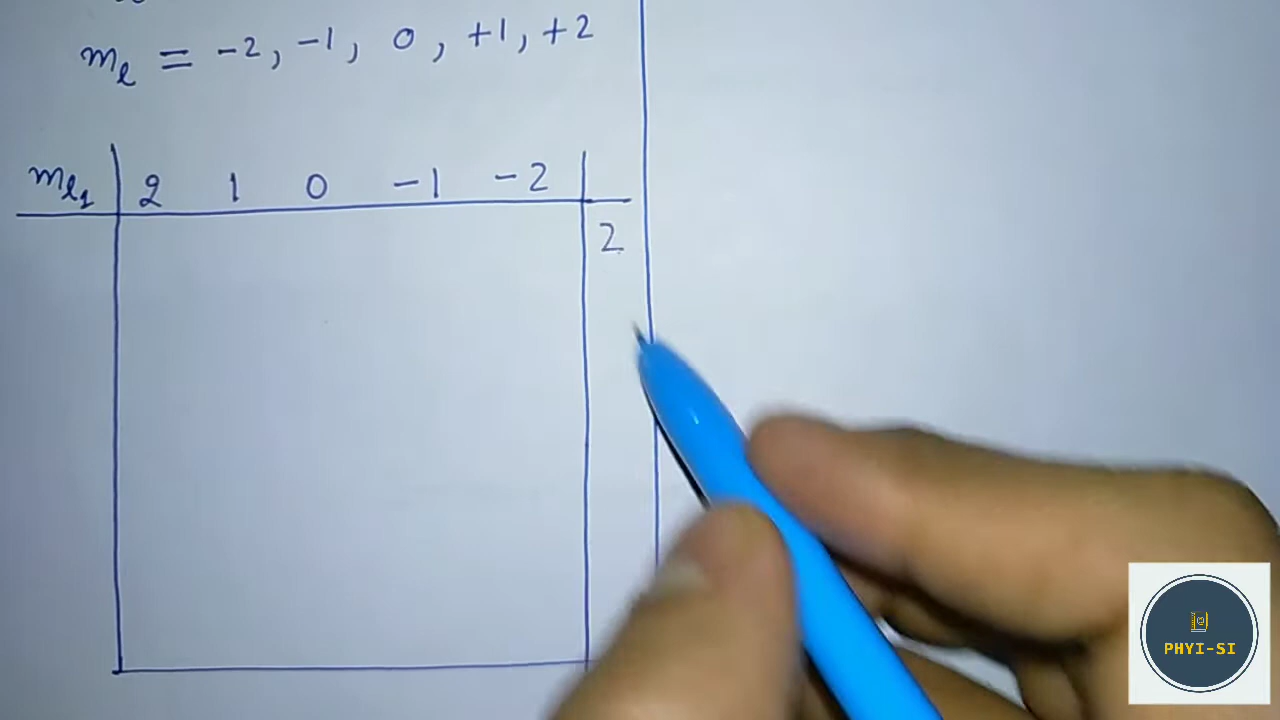 mℓ = -2, -1, 0, +1, +2
mℓ1 2 1 0 -1 -2
2
PHYI-SI